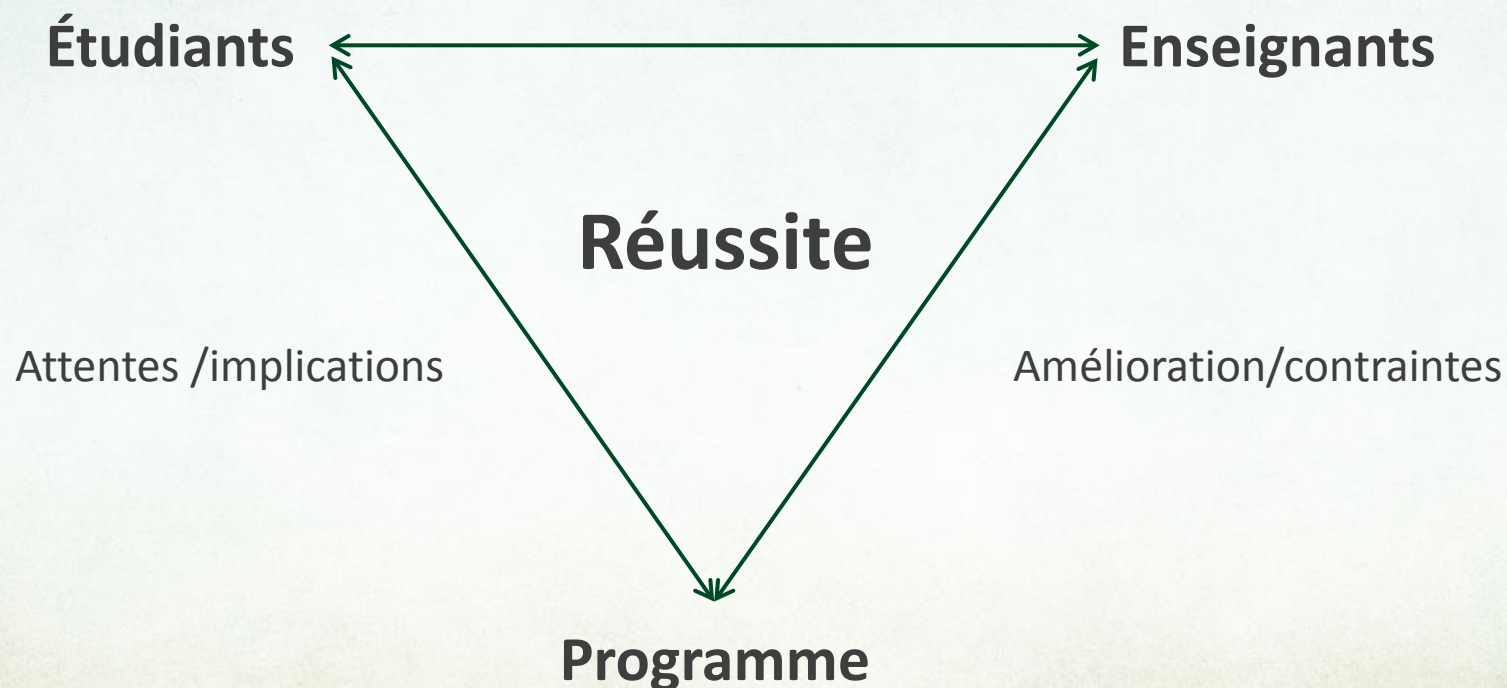 Étudiants
Enseignants
Réussite
Attentes /implications
Amélioration/contraintes
Programme